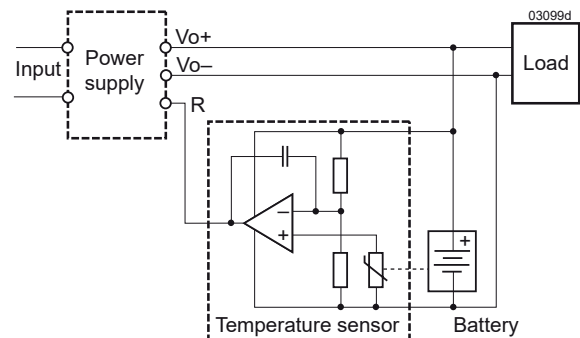 03099d
Vo+
Power supply
Input
Vo–
Load
R
–
+
+
Temperature sensor
Battery